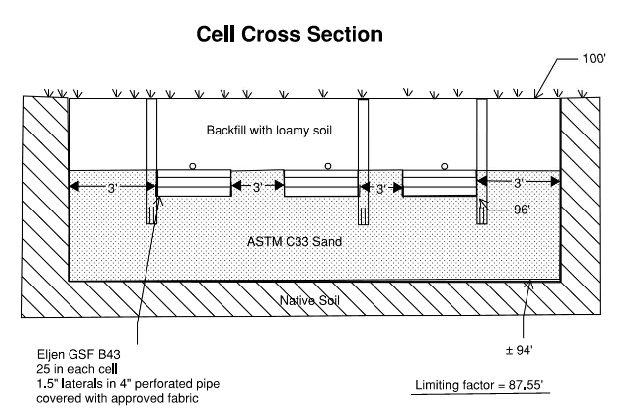 Cell Cross Section
100'
Backfill with loamy soil
3'
3'
3'
3'
96'
ASTM C33 Sand
Native Soil
± 94'
Eljen GSF B43
25 in each cell
1.5" laterals in 4" perforated pipe
covered with approved fabric
Limiting factor = 87.55'